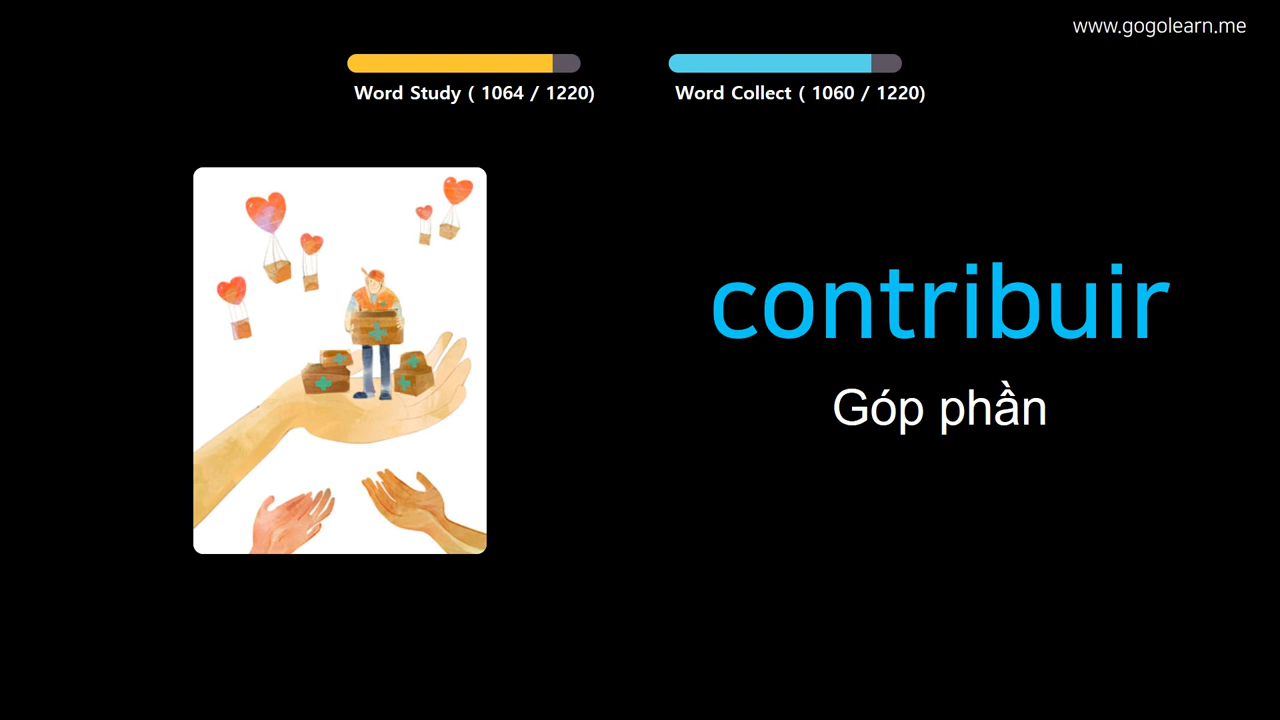 www.gogolearn.me
Word Study ( 1064 / 1220)
Word Collect ( 1060 / 1220)
contribuir
Góp phần